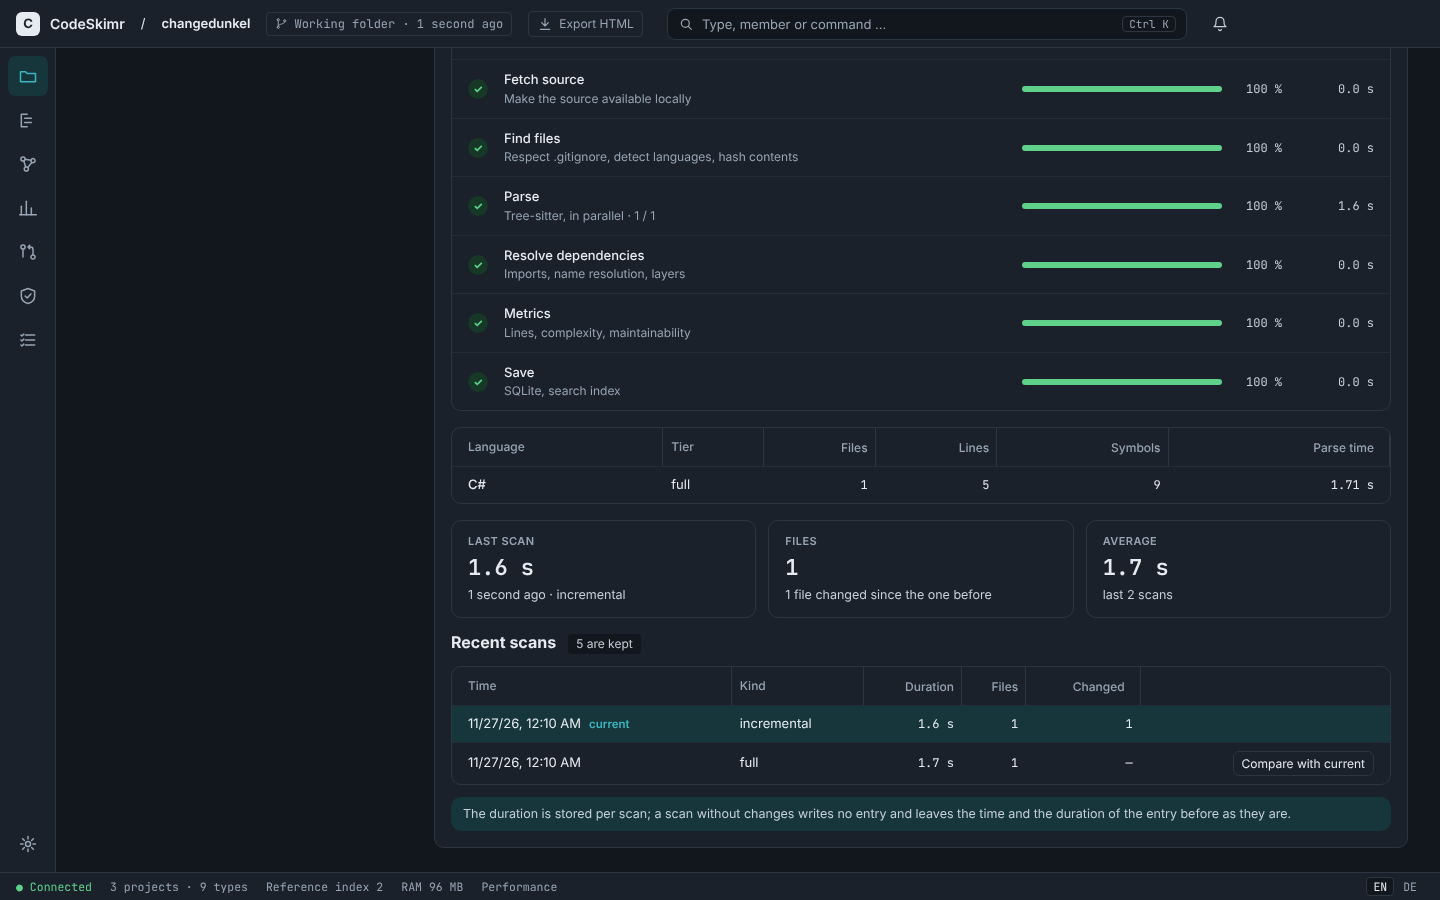 C CodeSkimr / changedunkel Working folder · 1 second ago Export HTML Type, member or command ... Ctrl K
Fetch source
Make the source available locally
100 % 0.0 s
Find files
Respect .gitignore, detect languages, hash contents
100 % 0.0 s
Parse
Tree-sitter, in parallel · 1 / 1
100 % 1.6 s
Resolve dependencies
Imports, name resolution, layers
100 % 0.0 s
Metrics
Lines, complexity, maintainability
100 % 0.0 s
Save
SQLite, search index
100 % 0.0 s
Language Tier Files Lines Symbols Parse time
C# full 1 5 9 1.71 s
LAST SCAN
1.6 s
1 second ago · incremental
FILES
1
1 file changed since the one before
AVERAGE
1.7 s
last 2 scans
Recent scans 5 are kept
Time Kind Duration Files Changed
11/27/26, 12:10 AM current incremental 1.6 s 1 1
11/27/26, 12:10 AM full 1.7 s 1 — Compare with current
The duration is stored per scan; a scan without changes writes no entry and leaves the time and the duration of the entry before as they are.
Connected 3 projects · 9 types Reference index 2 RAM 96 MB Performance EN DE